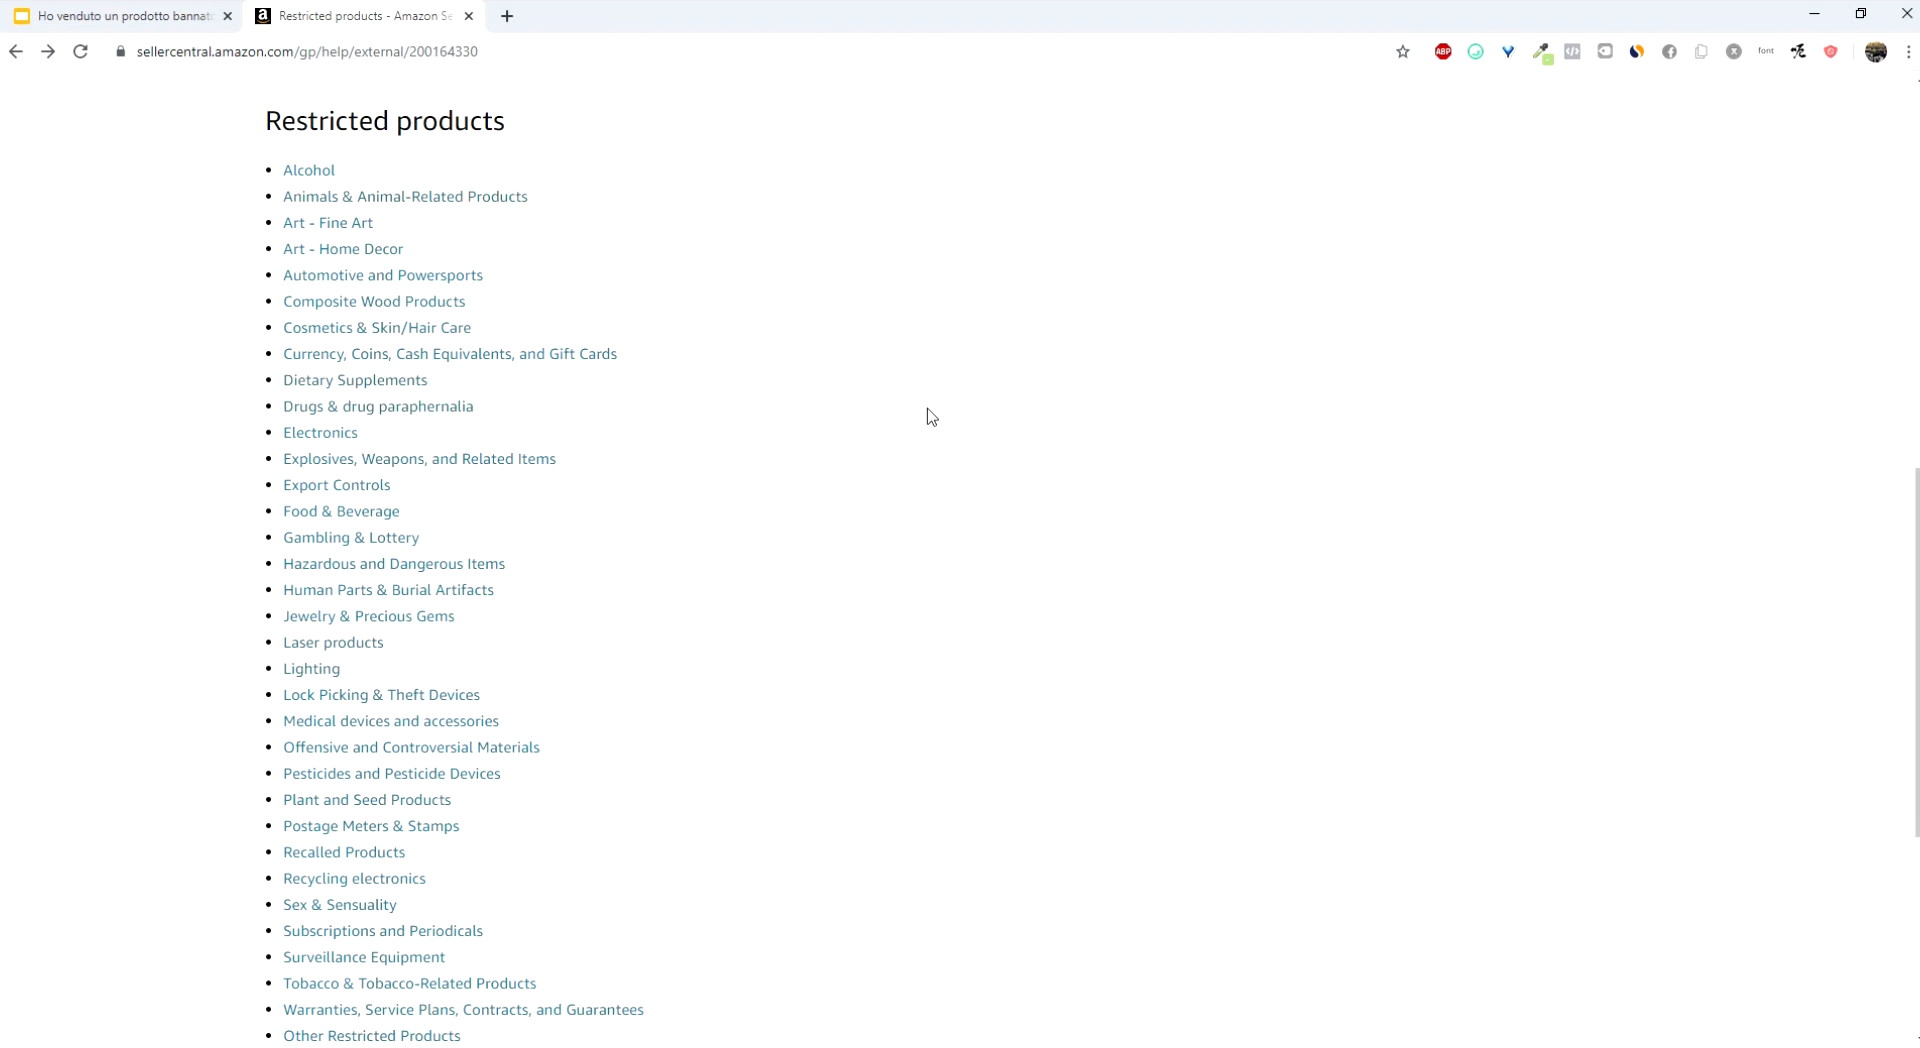 Ho venduto un prodotto bannat
Restricted products - Amazon Se
sellercentral.amazon.com/gp/help/external/200164330
ABP
font
Restricted products
• Alcohol
• Animals & Animal-Related Products
• Art - Fine Art
• Art - Home Decor
• Automotive and Powersports
• Composite Wood Products
• Cosmetics & Skin/Hair Care
• Currency, Coins, Cash Equivalents, and Gift Cards
• Dietary Supplements
• Drugs & drug paraphernalia
• Electronics
• Explosives, Weapons, and Related Items
• Export Controls
• Food & Beverage
• Gambling & Lottery
• Hazardous and Dangerous Items
• Human Parts & Burial Artifacts
• Jewelry & Precious Gems
• Laser products
• Lighting
• Lock Picking & Theft Devices
• Medical devices and accessories
• Offensive and Controversial Materials
• Pesticides and Pesticide Devices
• Plant and Seed Products
• Postage Meters & Stamps
• Recalled Products
• Recycling electronics
• Sex & Sensuality
• Subscriptions and Periodicals
• Surveillance Equipment
• Tobacco & Tobacco-Related Products
• Warranties, Service Plans, Contracts, and Guarantees
• Other Restricted Products